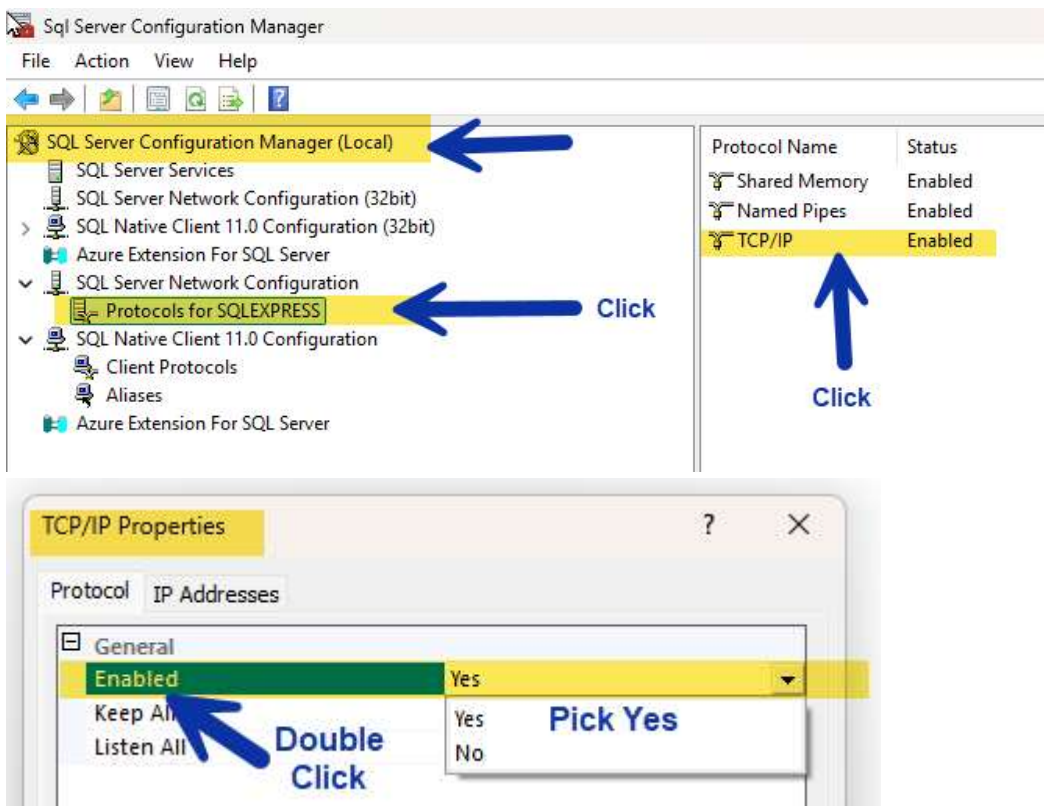 Sql Server Configuration Manager
File Action View Help
SQL Server Configuration Manager (Local)
SQL Server Services
SQL Server Network Configuration (32bit)
SQL Native Client 11.0 Configuration (32bit)
Azure Extension For SQL Server
SQL Server Network Configuration
Protocols for SQLEXPRESS
Click
SQL Native Client 11.0 Configuration
Client Protocols
Aliases
Azure Extension For SQL Server
Protocol Name Status
Shared Memory Enabled
Named Pipes Enabled
TCP/IP Enabled
Click
TCP/IP Properties ?
Protocol IP Addresses
General
Enabled Yes
Keep
Listen All
Yes
No
Pick Yes
Double
Click